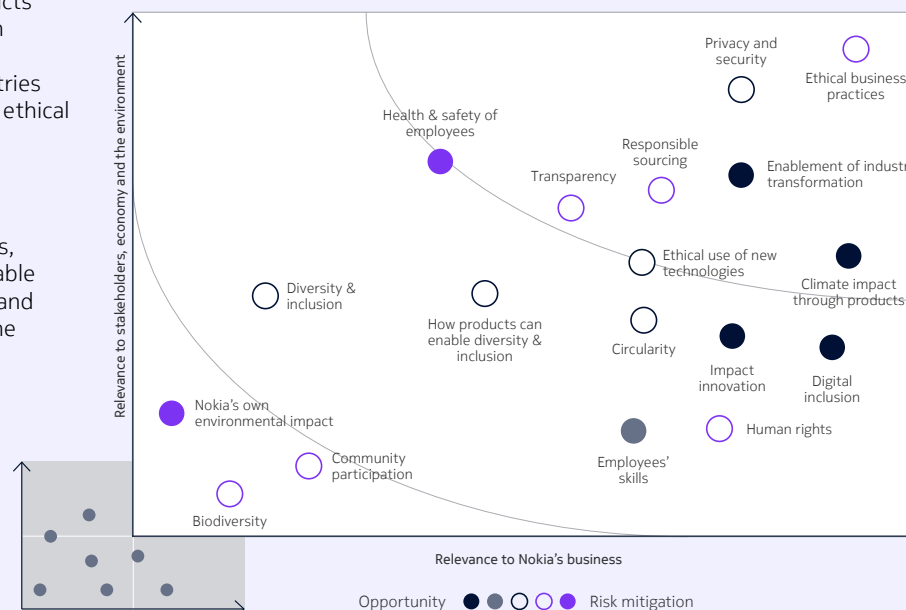 ethical
and
Relevance to stakeholders, economy and the environment
Privacy and
security
Ethical business
practices
Health & safety of
employees
Responsible
sourcing
Transparency
Enablement of
transformation
Ethical use of new
technologies
Climate impact
through products
Diversity &
inclusion
How products can
enable diversity &
inclusion
Circularity
Impact
innovation
Digital
inclusion
Nokia's own
environmental impact
Human rights
Community
participation
Employees'
skills
Biodiversity
Relevance to Nokia's business
Opportunity
Risk mitigation